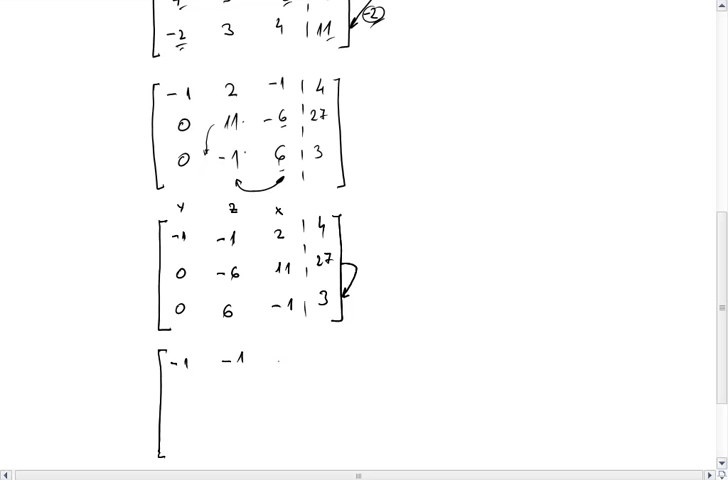 -2 3 4 | 11 -2
-1 2 -1 | 4
0 11 -6 | 27
0 -1 6 | 3
Y Z X
-1 -1 2 | 4
0 -6 11 | 27
0 6 -1 | 3
-1 -1